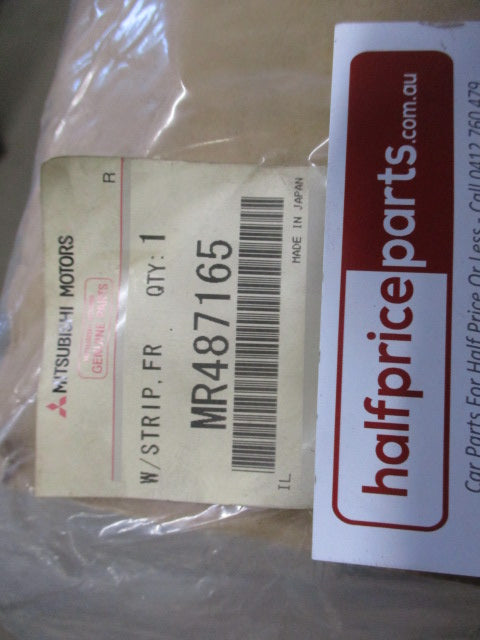 R
MITSUBISHI MOTORS
GENUINE PARTS
W/STRIP,FR QTY: 1
MR487165
MADE IN JAPAN
IL
halfpriceparts.com.au
Car Parts For Half Price Or Less - Call 0412 760 479